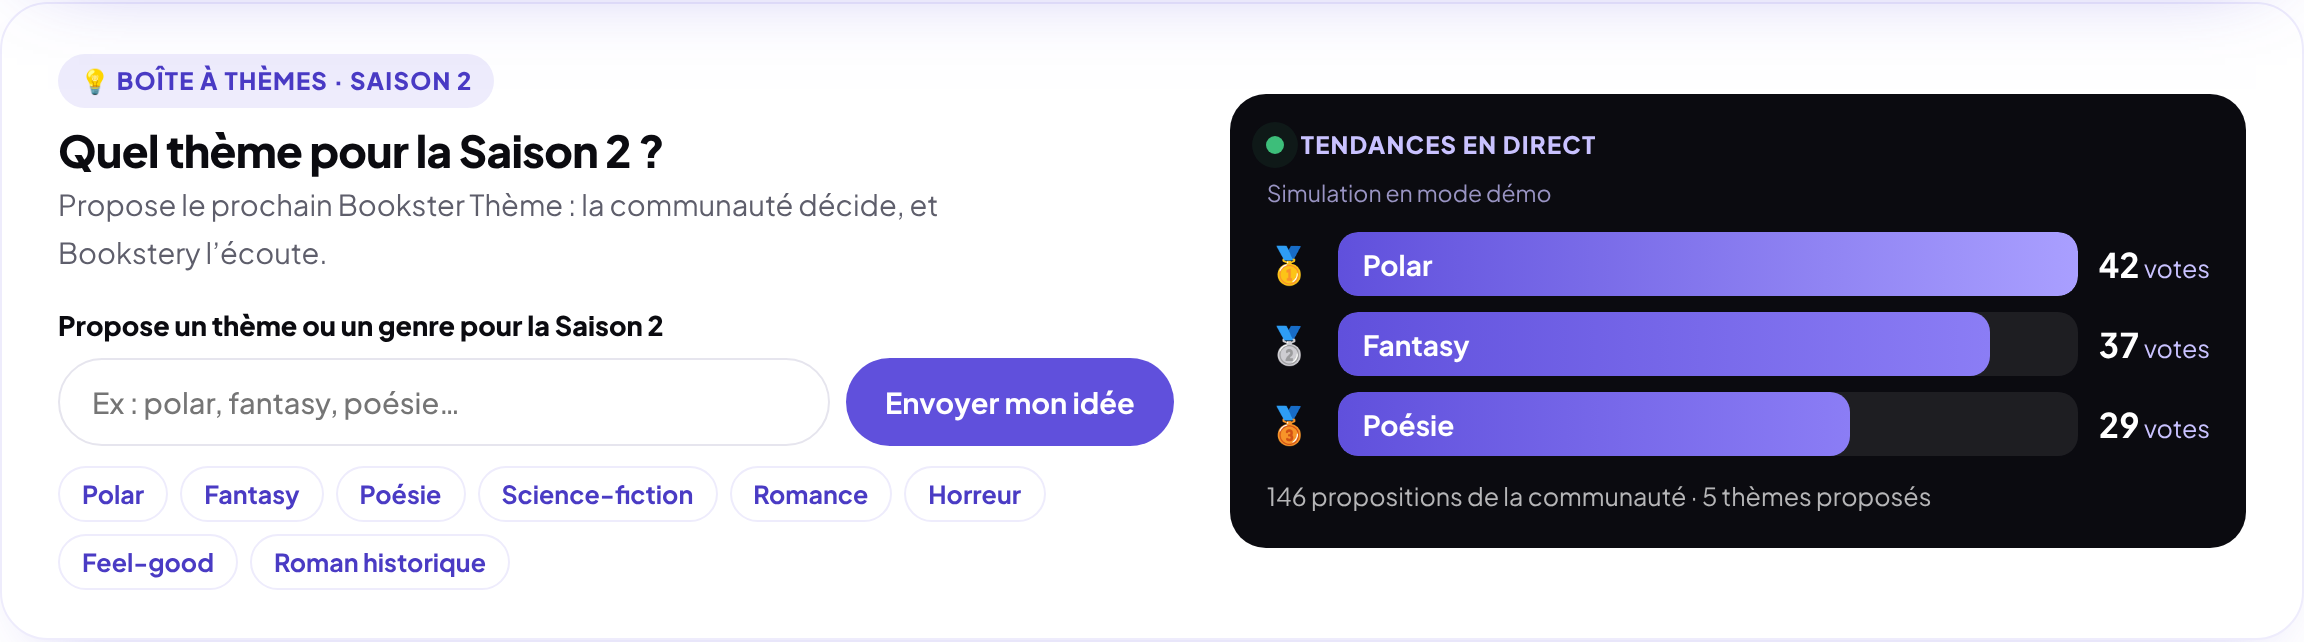 BOÎTE À THÈMES · SAISON 2
Quel thème pour la Saison 2 ?
Propose le prochain Bookster Thème : la communauté décide, et
Bookstery l’écoute.
Propose un thème ou un genre pour la Saison 2
Ex : polar, fantasy, poésie…
Envoyer mon idée
Polar
Fantasy
Poésie
Science-fiction
Romance
Horreur
Feel-good
Roman historique
TENDANCES EN DIRECT
Simulation en mode démo
1 Polar 42 votes
2 Fantasy 37 votes
3 Poésie 29 votes
146 propositions de la communauté · 5 thèmes proposés